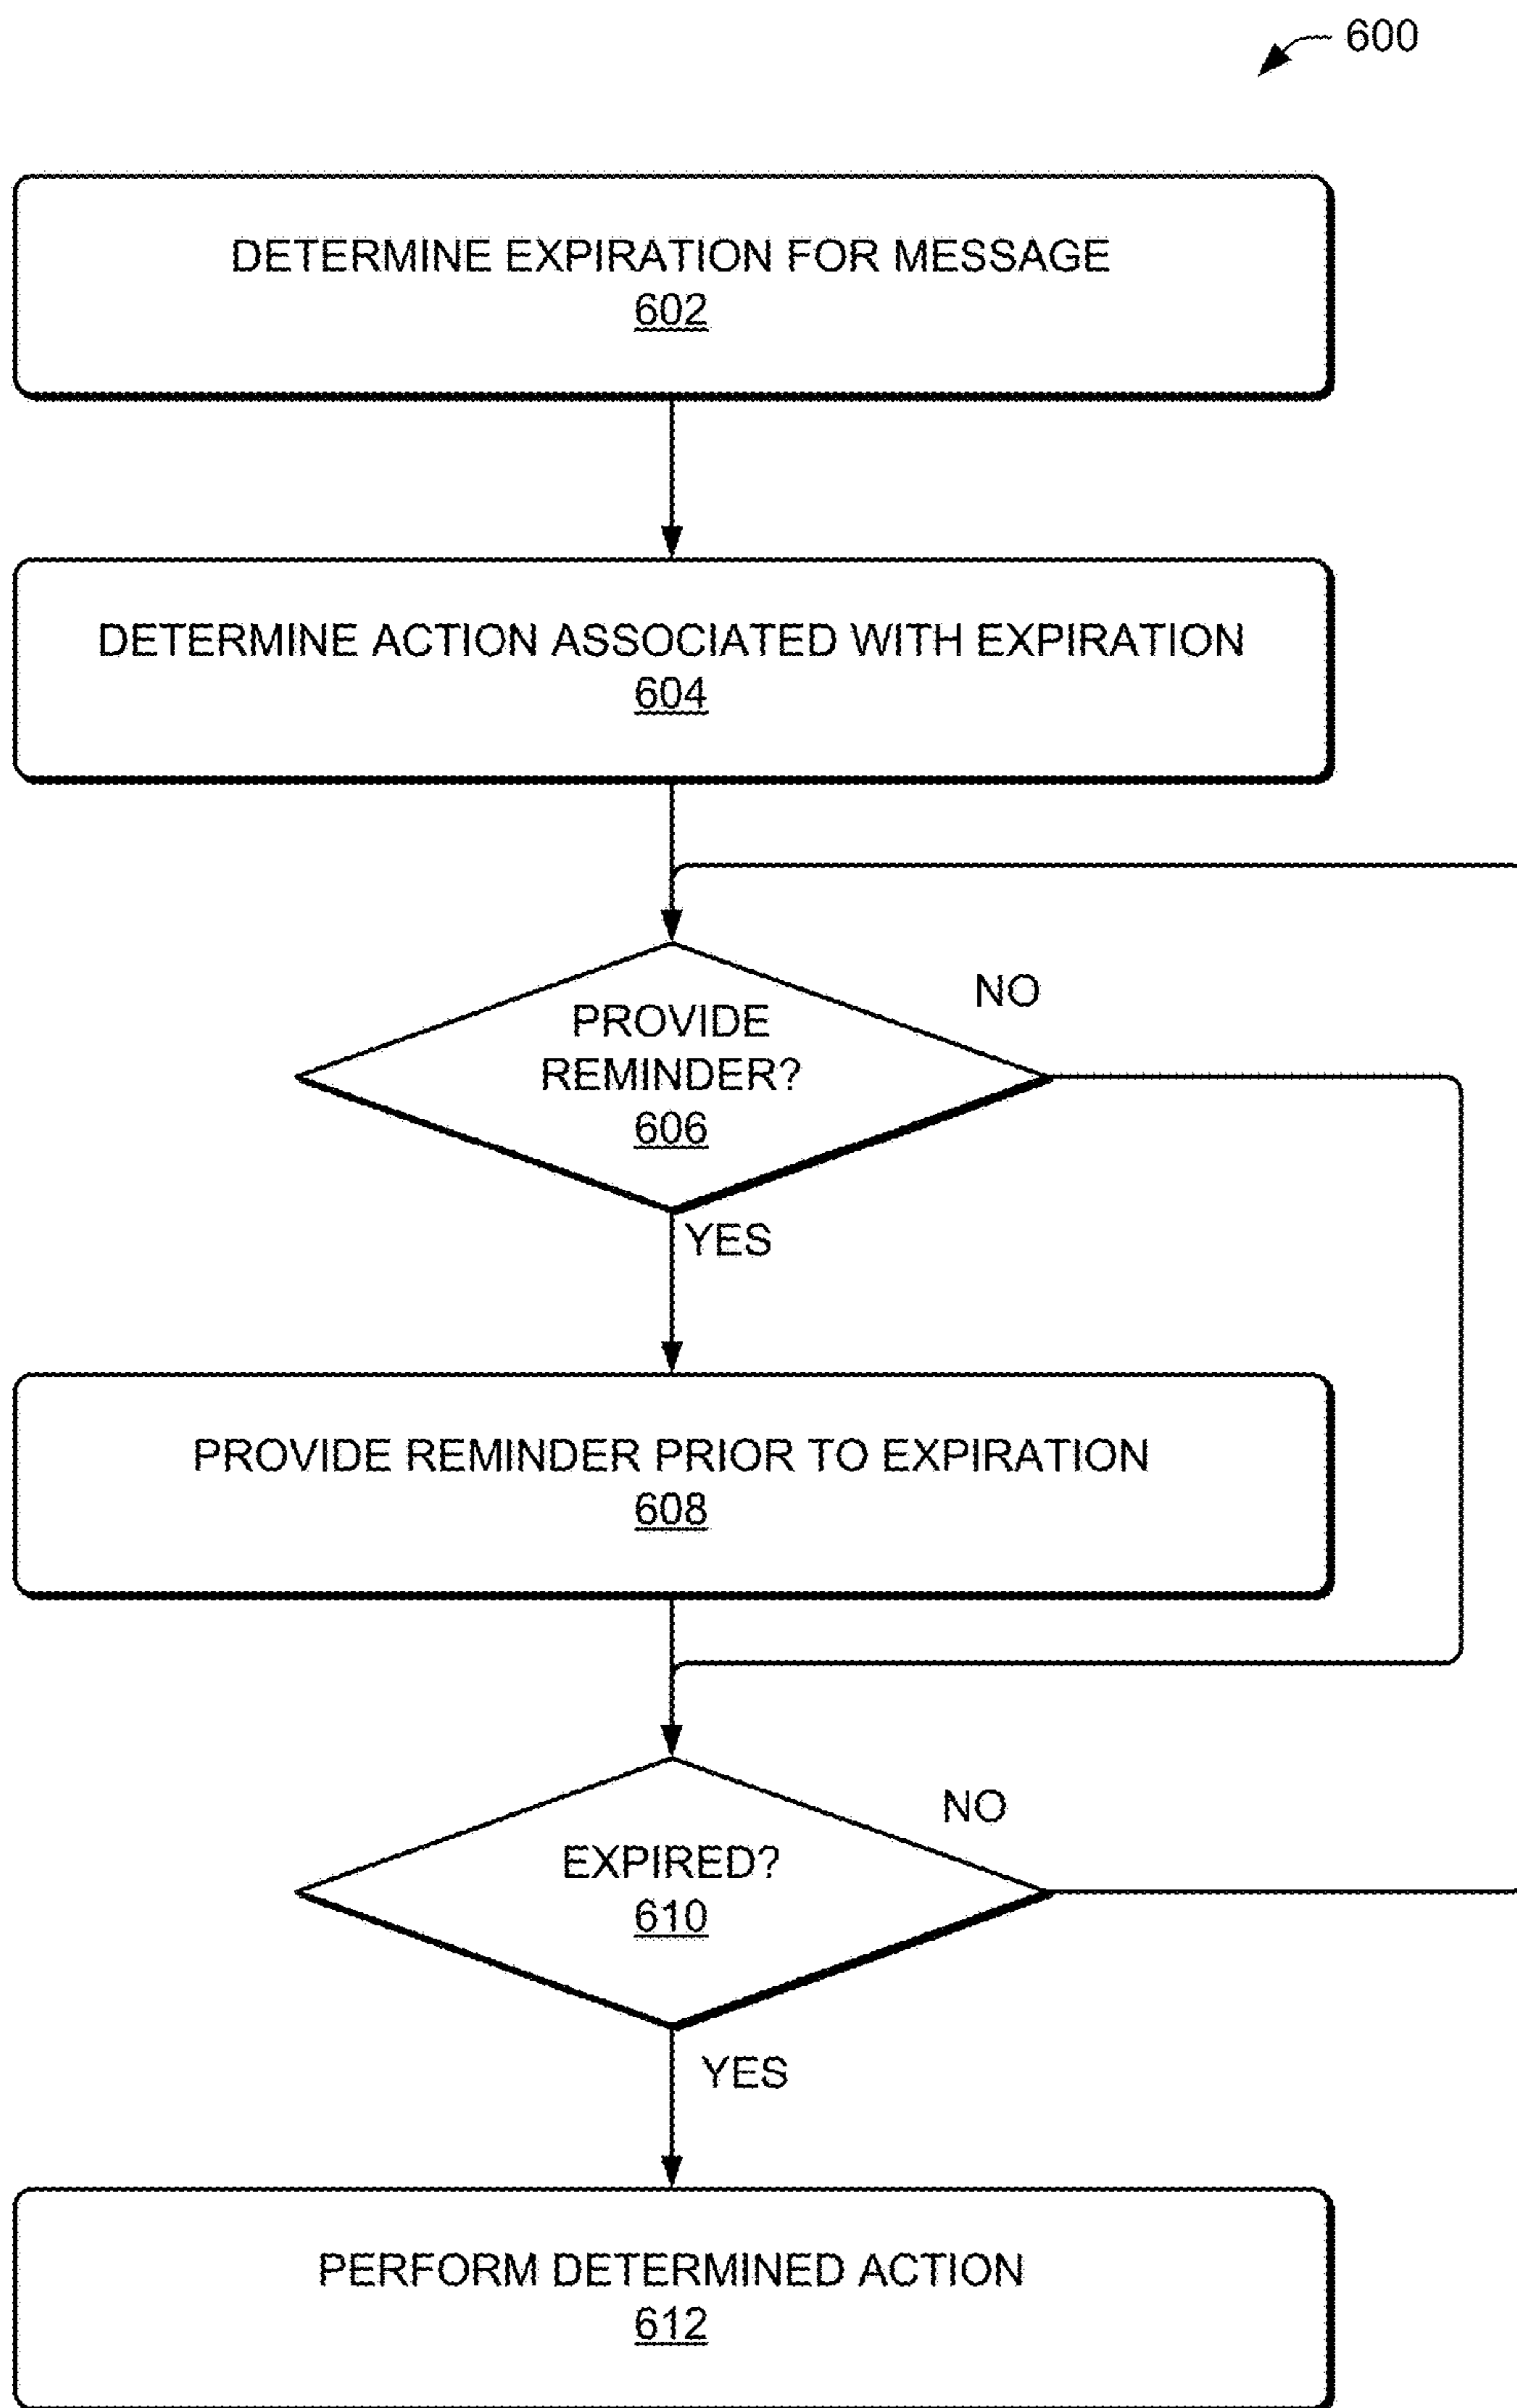 600
DETERMINE EXPIRATION FOR MESSAGE
602
DETERMINE ACTION ASSOCIATED WITH EXPIRATION
604
PROVIDE
REMINDER?
606
NO
YES
PROVIDE REMINDER PRIOR TO EXPIRATION
608
EXPIRED?
610
NO
YES
PERFORM DETERMINED ACTION
612